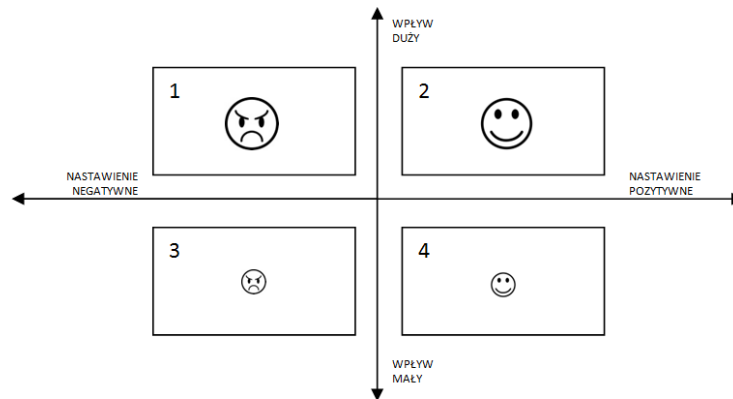 WPŁYW
DUŻY
1
2
NASTAWIENIE
NEGATYWNE
NASTAWIENIE
POZYTYWNE
3
4
WPŁYW
MAŁY